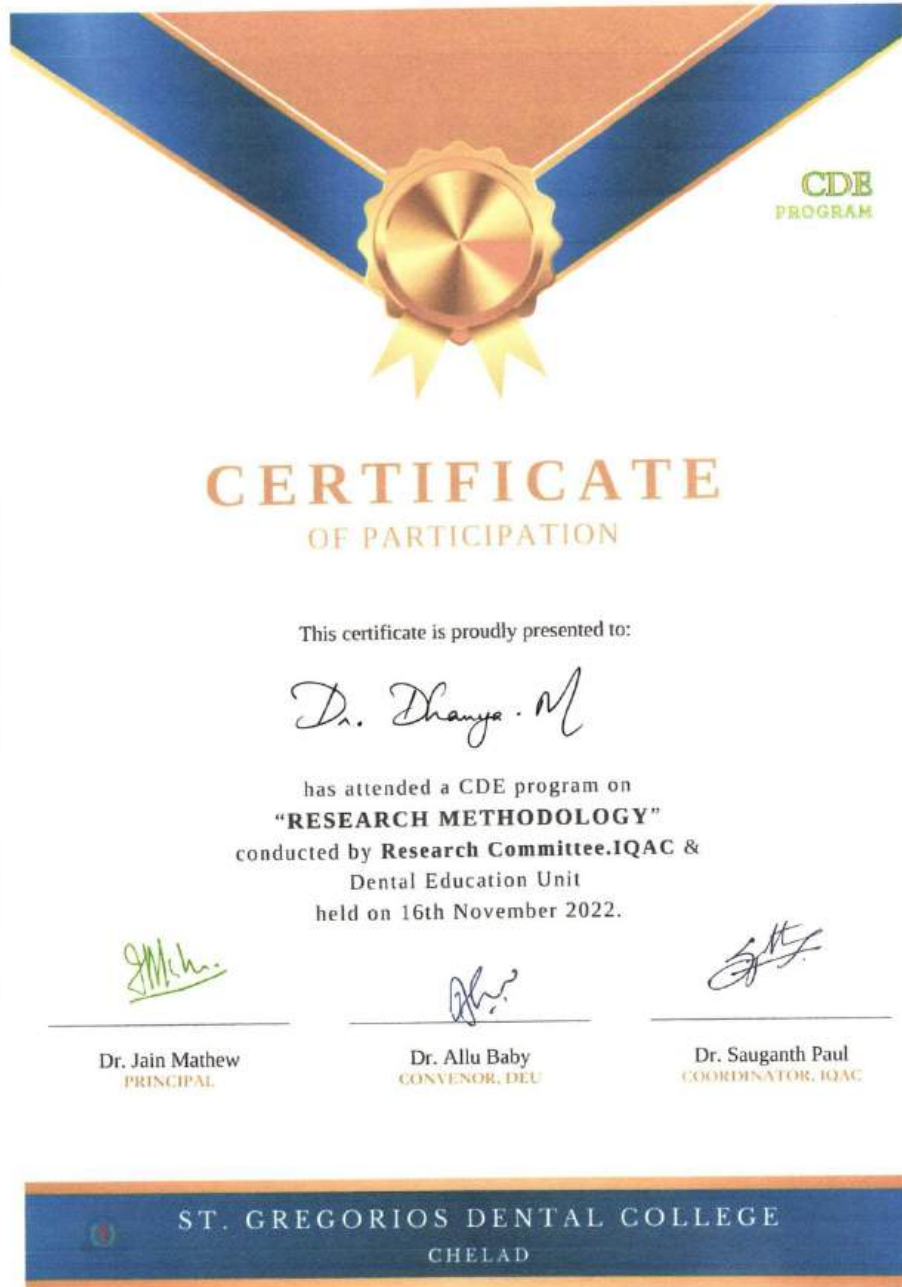 CDE
PROGRAM
CERTIFICATE
OF PARTICIPATION
This certificate is proudly presented to:
Dr. Dhanya. M
has attended a CDE program on
“RESEARCH METHODOLOGY”
conducted by Research Committee.IQAC &
Dental Education Unit
held on 16th November 2022.
Dr. Jain Mathew
PRINCIPAL
Dr. Allu Baby
CONVENOR, DEU
Dr. Sauganth Paul
COORDINATOR, IQAC
ST. GREGORIOS DENTAL COLLEGE
CHELAD